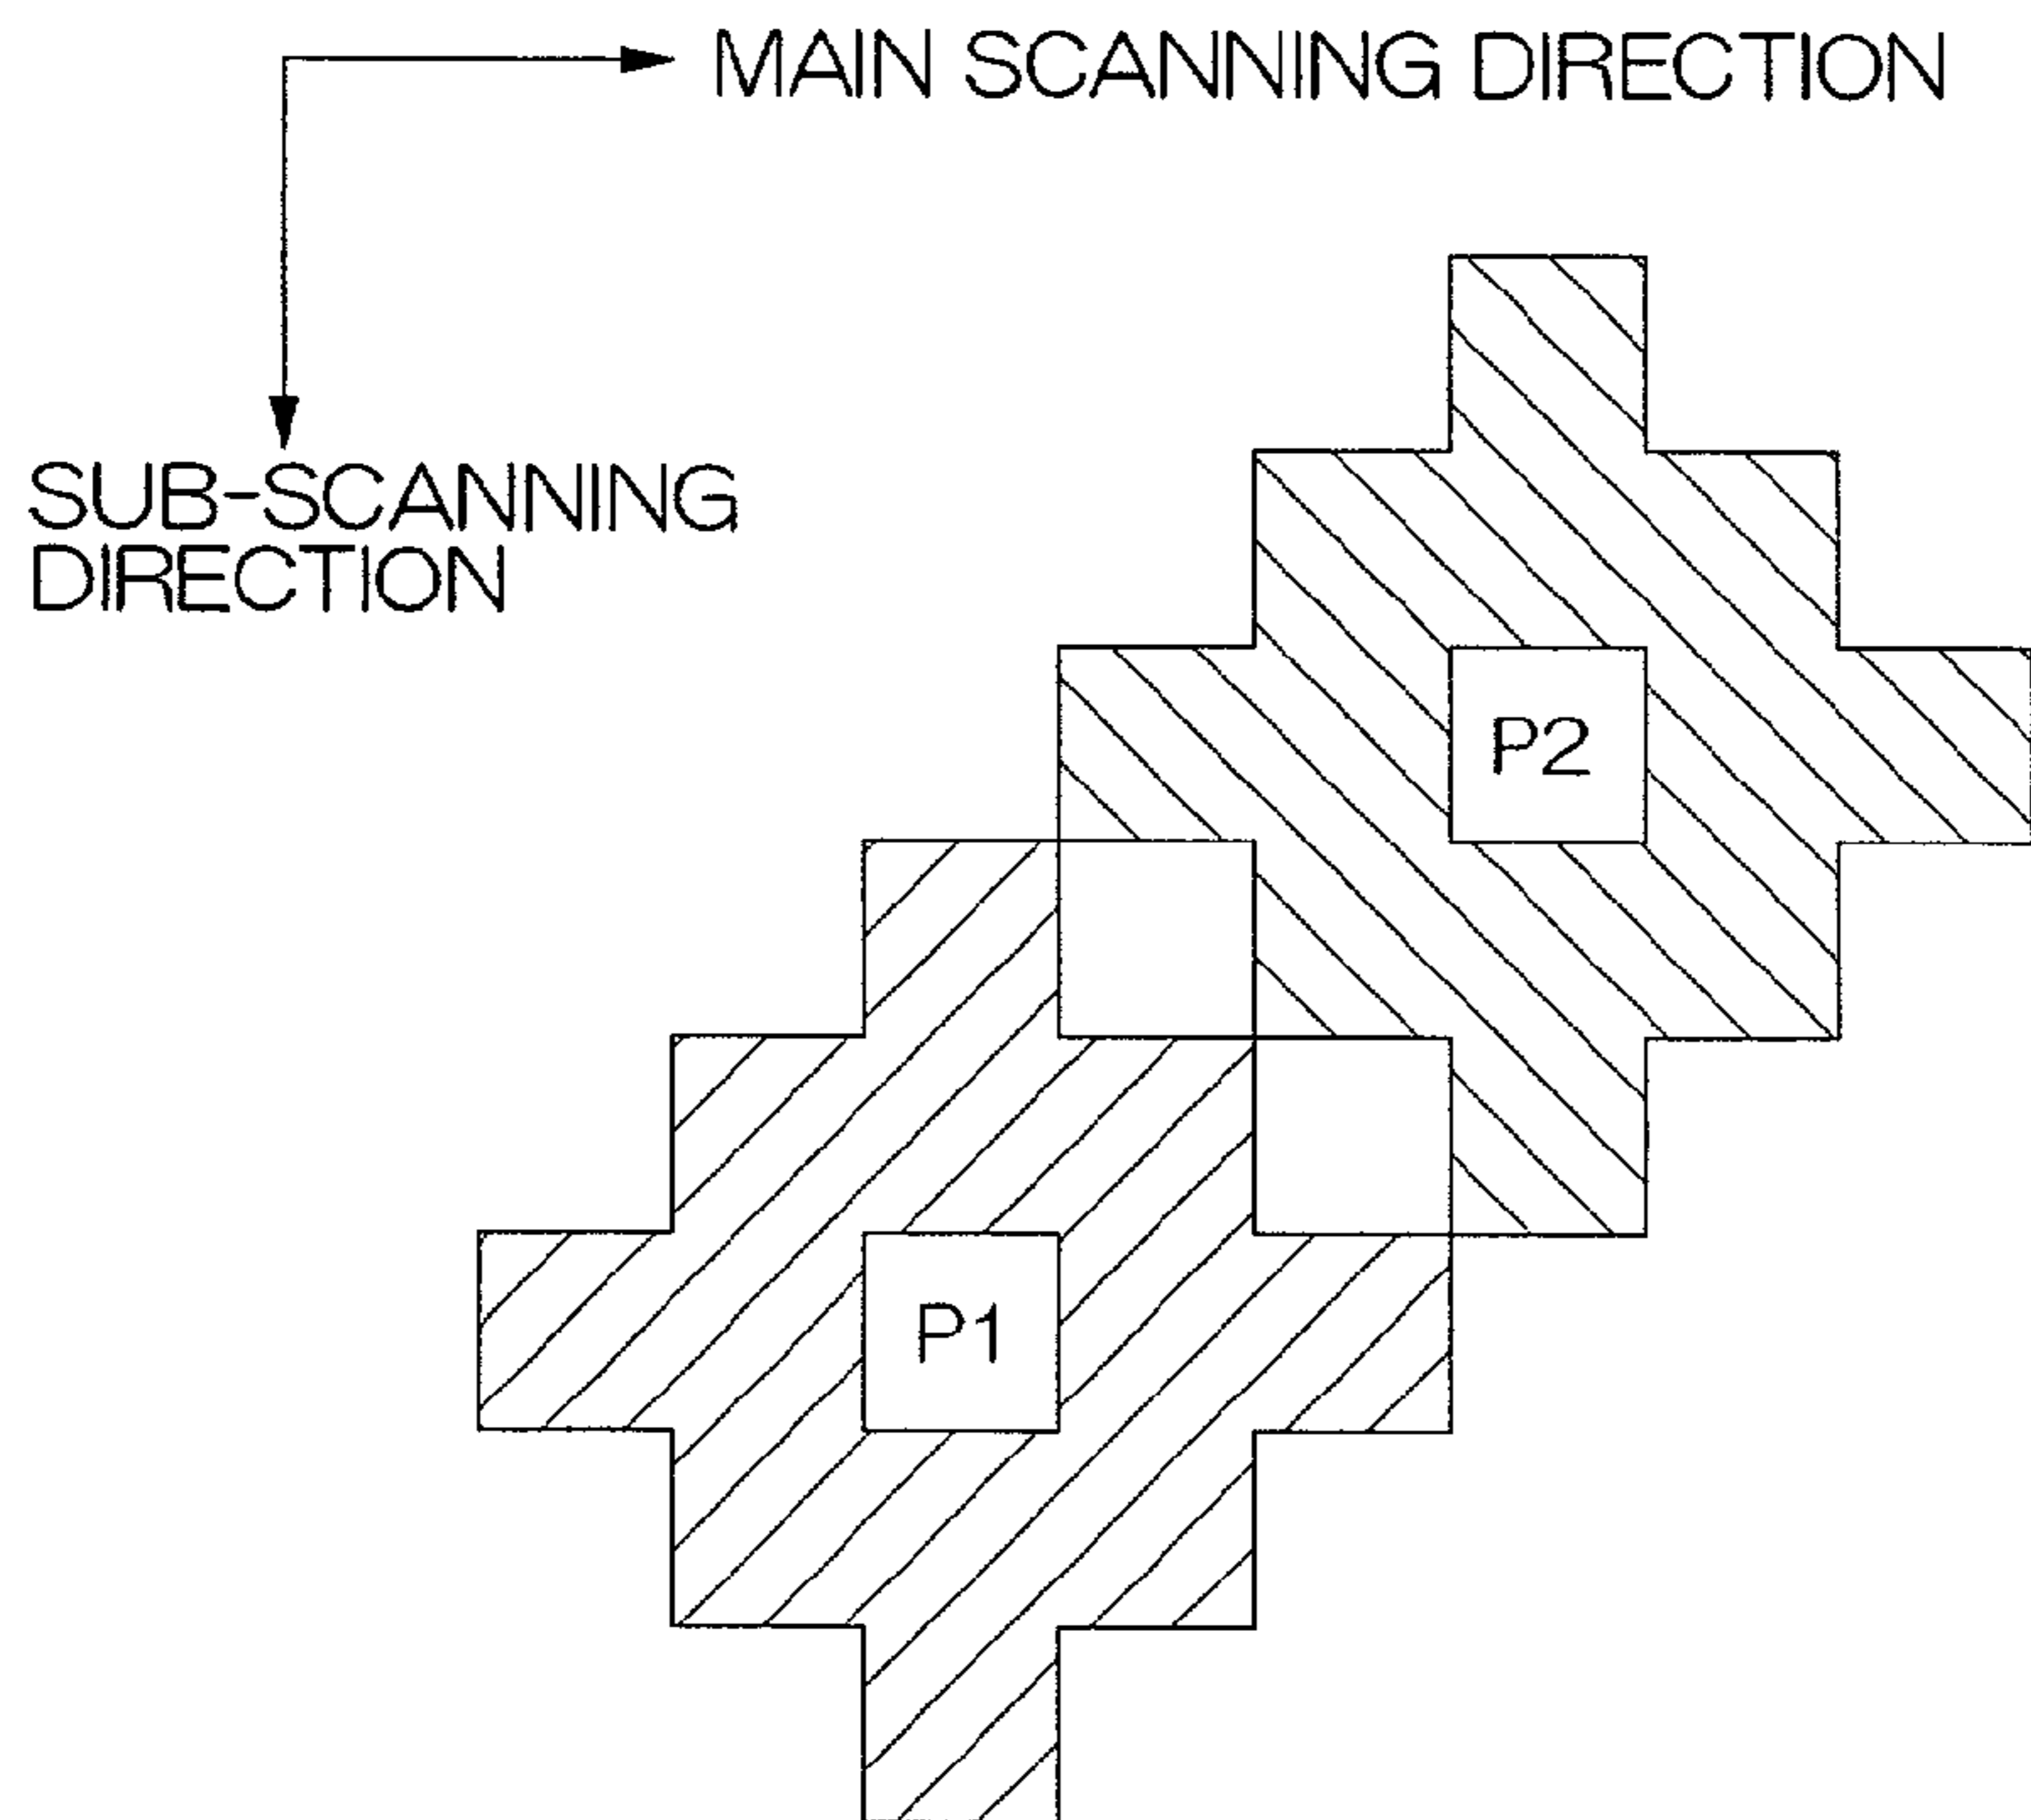 MAIN SCANNING DIRECTION
SUB-SCANNING
DIRECTION
P2
P1